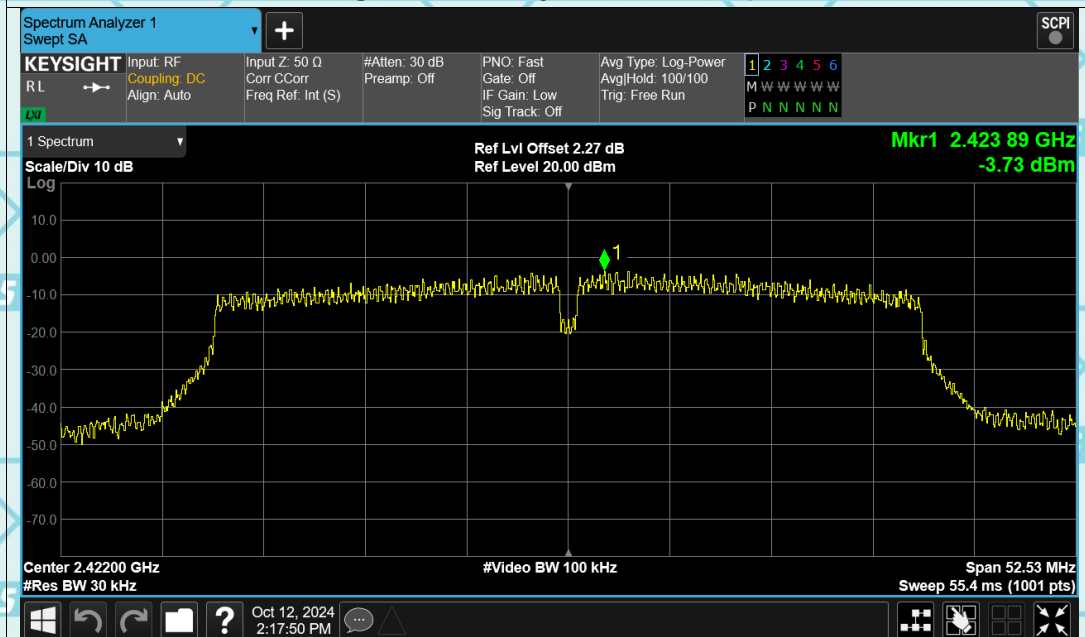 Spectrum Analyzer 1
Swept SA
+
SCPI
KEYSIGHT
RL
LXI
Input: RF
Coupling: DC
Align: Auto
Input Z: 50 Ω
Corr CCorr
Freq Ref: Int (S)
#Atten: 30 dB
Preamp: Off
PNO: Fast
Gate: Off
IF Gain: Low
Sig Track: Off
Avg Type: Log-Power
Avg|Hold: 100/100
Trig: Free Run
1 2 3 4 5 6
M W W W W W
P N N N N N
1 Spectrum
Scale/Div 10 dB
Ref Lvl Offset 2.27 dB
Ref Level 20.00 dBm
Mkr1 2.423 89 GHz
-3.73 dBm
Log
10.0
0.00
-10.0
-20.0
-30.0
-40.0
-50.0
-60.0
-70.0
1
Center 2.42200 GHz
#Res BW 30 kHz
#Video BW 100 kHz
Span 52.53 MHz
Sweep 55.4 ms (1001 pts)
?
Oct 12, 2024
2:17:50 PM